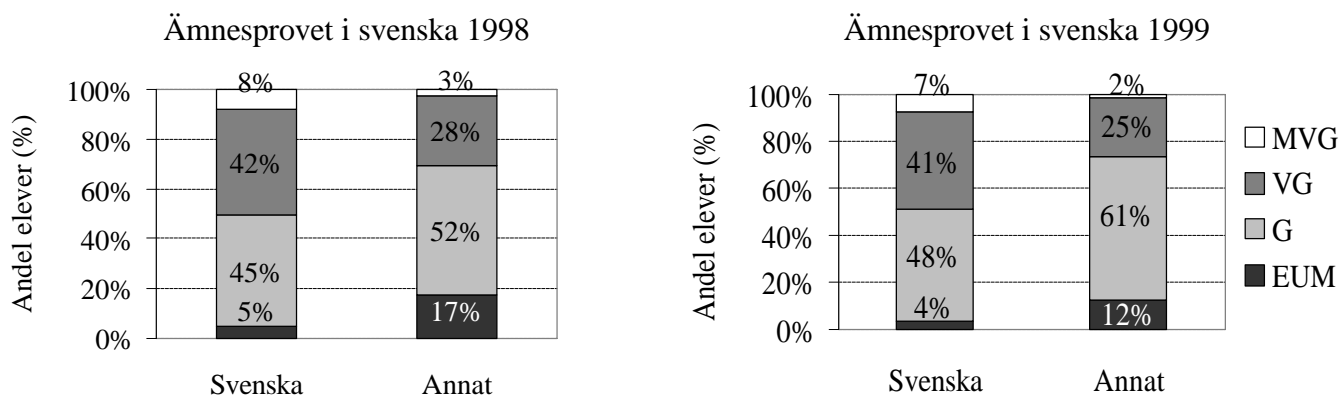 Ämnesprovet i svenska 1998
Andel elever (%)
100%
80%
60%
40%
20%
0%
8%
42%
45%
5%
3%
28%
52%
17%
Svenska
Annat
Ämnesprovet i svenska 1999
Andel elever (%)
100%
80%
60%
40%
20%
0%
7%
41%
48%
4%
2%
25%
61%
12%
Svenska
Annat
MVG
VG
G
EUM